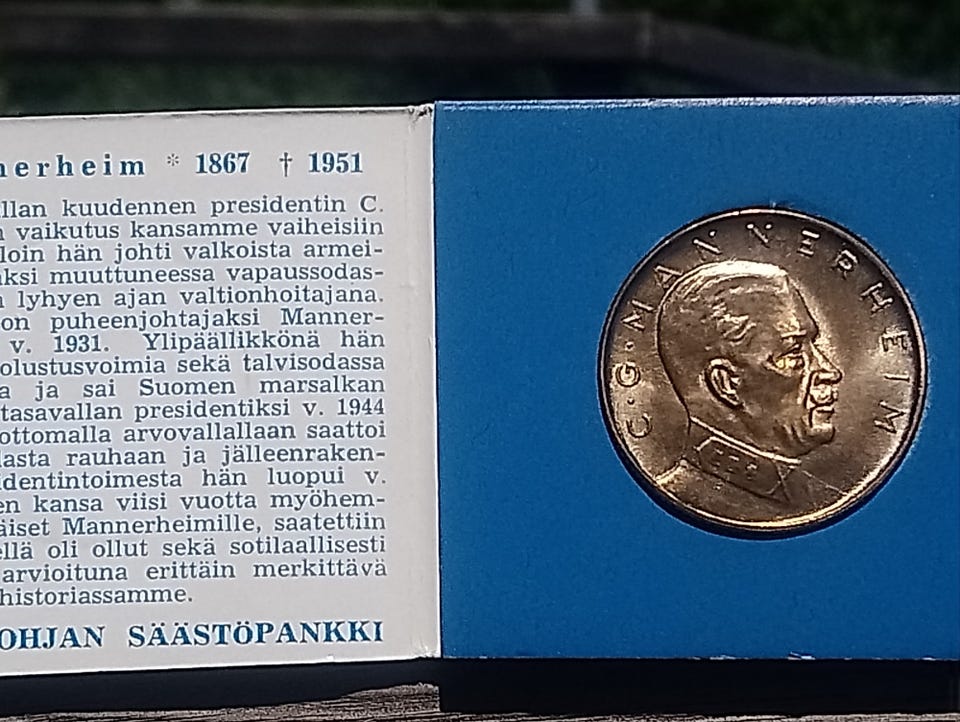 nerheim * 1867 † 1951
llan kuudennen presidentin C.
n vaikutus kansamme vaiheisiin
lloin hän johti valkoista armei-
aksi muuttuneessa vapaussodas-
n lyhyen ajan valtionhoitajana.
on puheenjohtajaksi Manner-
v. 1931. Ylipäällikkönä hän
olustusvoimia sekä talvisodassa
a ja sai Suomen marsalkan
tasavallan presidentiksi v. 1944
ottomalla arvovallallaan saattoi
lasta rauhaan ja jälleenraken-
identintoimesta hän luopui v.
en kansa viisi vuotta myöhem-
äiset Mannerheimille, saatettiin
ellä oli ollut sekä sotilaallisesti
arvioituna erittäin merkittävä
historiassamme.
OHJAN SÄÄSTÖPANKKI
C·G·MANNERHEIM